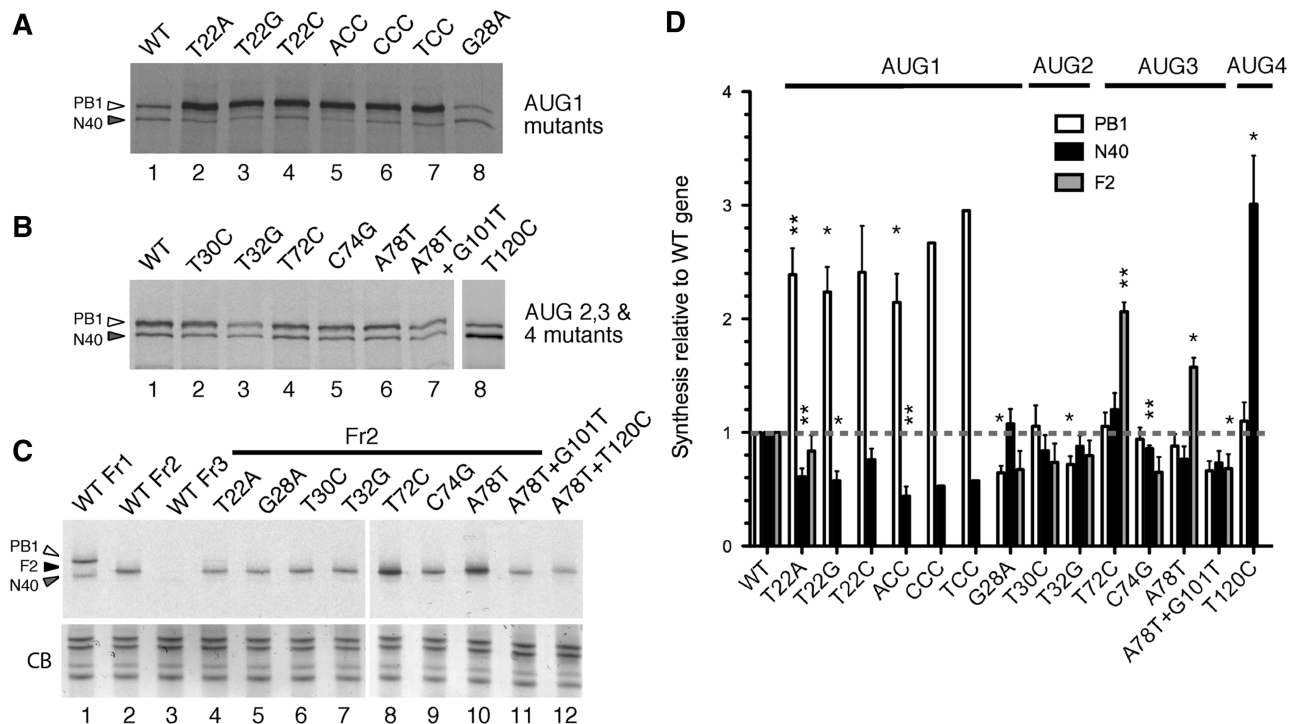 A
WT T22A T22G T22C ACC CCC TCC G28A
PB1
N40
AUG1
mutants
1 2 3 4 5 6 7 8
B
WT T30C T32G T72C C74G A78T A78T + G101T T120C
PB1
N40
AUG 2,3 &
4 mutants
1 2 3 4 5 6 7 8
C
Fr2
WT Fr1 WT Fr2 WT Fr3 T22A G28A T30C T32G T72C C74G A78T A78T+G101T A78T+T120C
PB1
F2
N40
CB
1 2 3 4 5 6 7 8 9 10 11 12
D
AUG1 AUG2 AUG3 AUG4
Synthesis relative to WT gene
4
3
2
1
0
PB1
N40
F2
** * * ** * ** * * ** ** * * *
WT T22A T22G T22C ACC CCC TCC G28A T30C T32G T72C C74G A78T A78T+G101T T120C